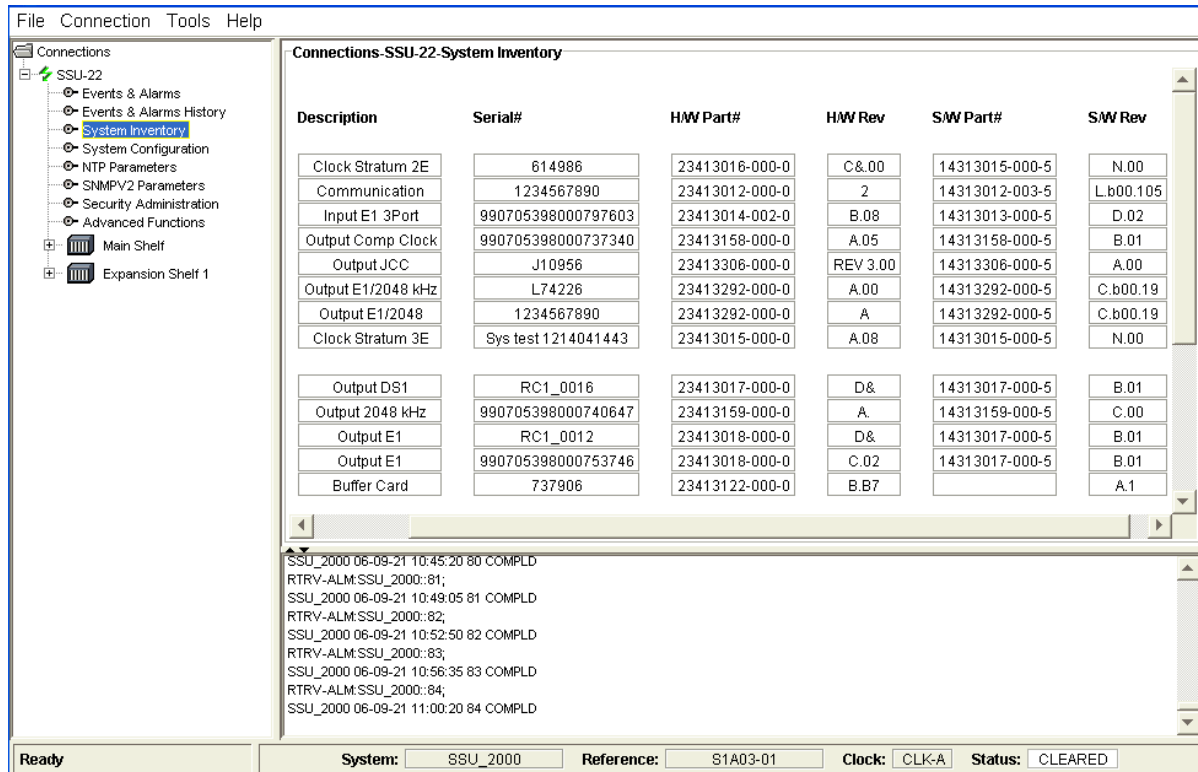 File Connection Tools Help
Connections
SSU-22
Events & Alarms
Events & Alarms History
System Inventory
System Configuration
NTP Parameters
SNMPV2 Parameters
Security Administration
Advanced Functions
Main Shelf
Expansion Shelf 1
Connections-SSU-22-System Inventory
Description Serial# H/W Part# H/W Rev S/W Part# S/W Rev
Clock Stratum 2E 614986 23413016-000-0 C&.00 14313015-000-5 N.00
Communication 1234567890 23413012-000-0 2 14313012-003-5 L.b00.105
Input E1 3Port 990705398000797603 23413014-002-0 B.08 14313013-000-5 D.02
Output Comp Clock 990705398000737340 23413158-000-0 A.05 14313158-000-5 B.01
Output JCC J10956 23413306-000-0 REV 3.00 14313306-000-5 A.00
Output E1/2048 kHz L74226 23413292-000-0 A.00 14313292-000-5 C.b00.19
Output E1/2048 1234567890 23413292-000-0 A 14313292-000-5 C.b00.19
Clock Stratum 3E Sys test 1214041443 23413015-000-0 A.08 14313015-000-5 N.00
Output DS1 RC1_0016 23413017-000-0 D& 14313017-000-5 B.01
Output 2048 kHz 990705398000740647 23413159-000-0 A. 14313159-000-5 C.00
Output E1 RC1_0012 23413018-000-0 D& 14313017-000-5 B.01
Output E1 990705398000753746 23413018-000-0 C.02 14313017-000-5 B.01
Buffer Card 737906 23413122-000-0 B.B7 A.1
SSU_2000 06-09-21 10:45:20 80 COMPLD
RTRV-ALM:SSU_2000::81;
SSU_2000 06-09-21 10:49:05 81 COMPLD
RTRV-ALM:SSU_2000::82;
SSU_2000 06-09-21 10:52:50 82 COMPLD
RTRV-ALM:SSU_2000::83;
SSU_2000 06-09-21 10:56:35 83 COMPLD
RTRV-ALM:SSU_2000::84;
SSU_2000 06-09-21 11:00:20 84 COMPLD
Ready System: SSU_2000 Reference: S1A03-01 Clock: CLK-A Status: CLEARED